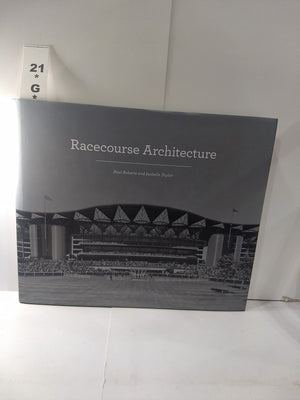 21
* *
G
* *
Racecourse Architecture
Paul Roberts and Isabelle Taylor